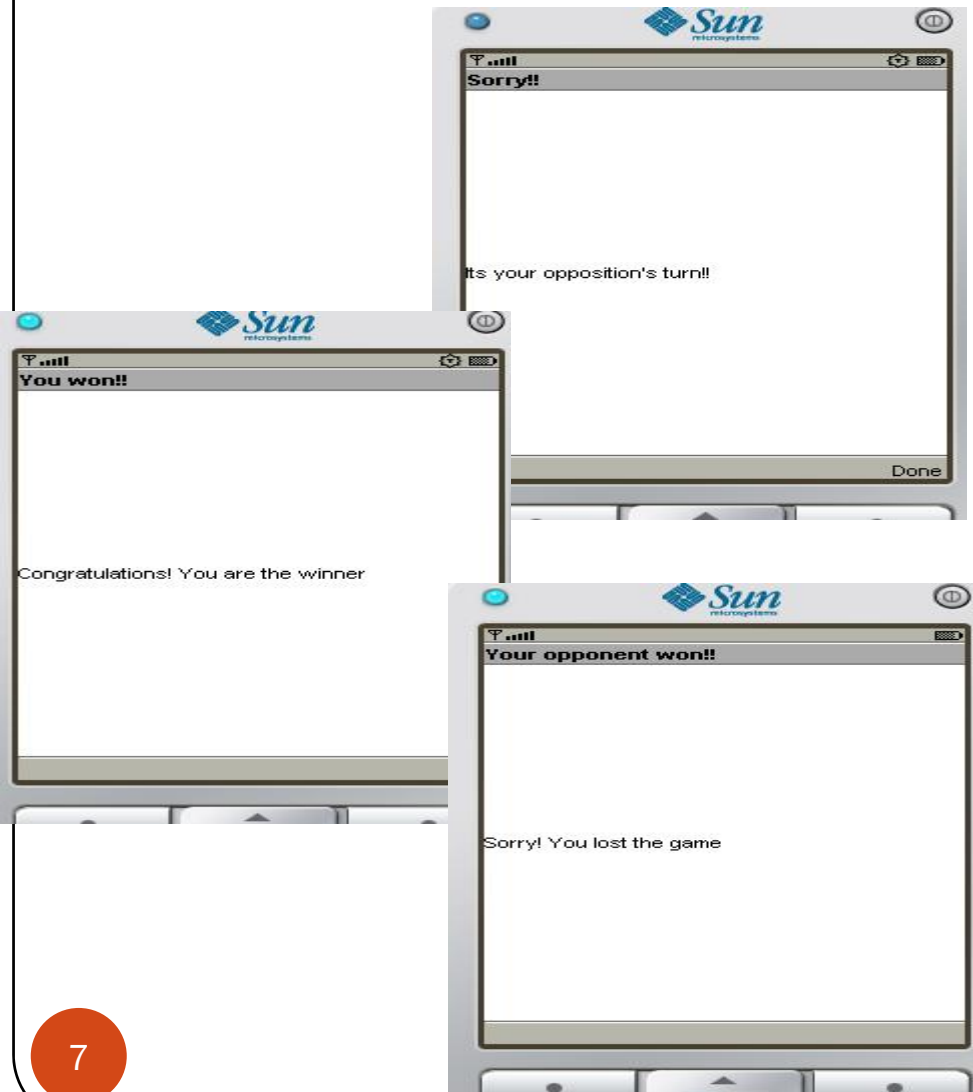 Sun
microsystems
Sorry!!
Its your opposition's turn!!
Done
Sun
microsystems
You won!!
Congratulations! You are the winner
Sun
microsystems
Your opponent won!!
Sorry! You lost the game
7